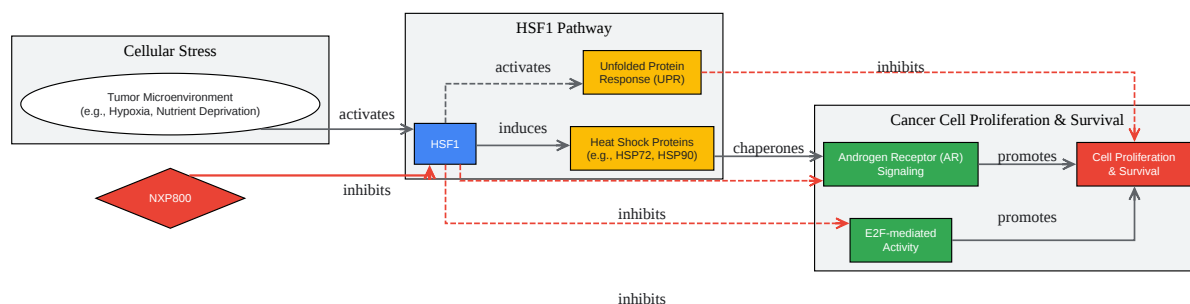 HSF1 Pathway
Cellular Stress
Unfolded Protein
Response (UPR)
activates
inhibits
Tumor Microenvironment
(e.g., Hypoxia, Nutrient Deprivation)
activates
induces
Cancer Cell Proliferation & Survival
HSF1
Heat Shock Proteins
(e.g., HSP72, HSP90)
chaperones
Androgen Receptor (AR)
Signaling
promotes
Cell Proliferation
& Survival
NXP800
inhibits
inhibits
promotes
E2F-mediated
Activity
inhibits